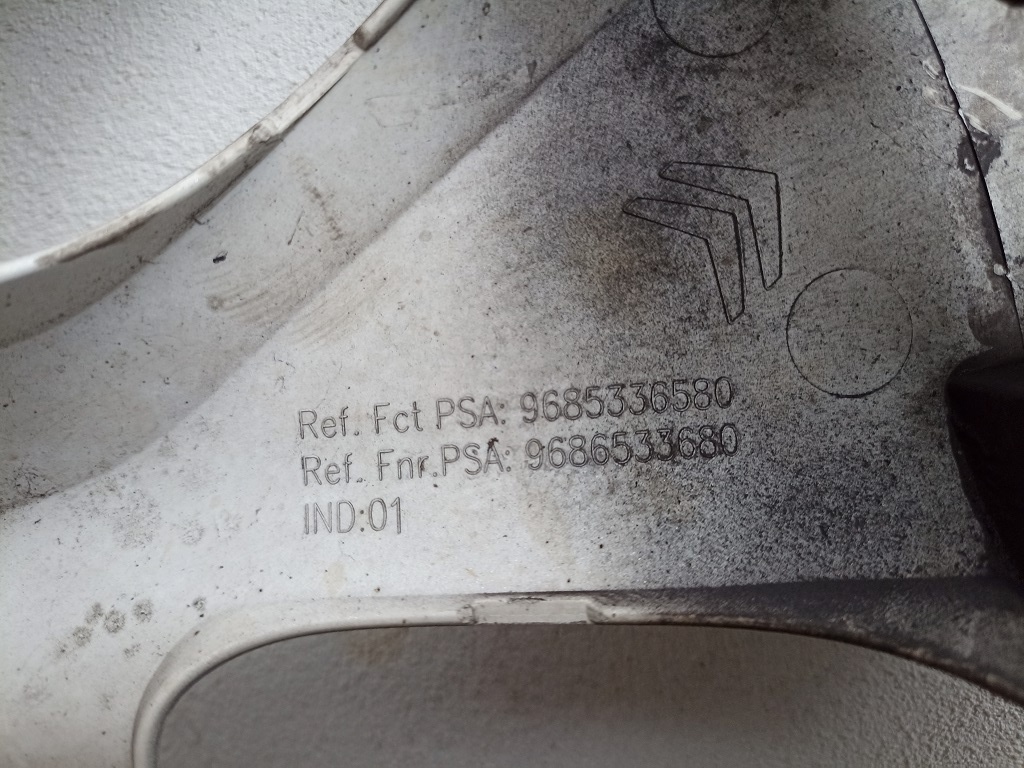 Ref. Fct PSA: 9685336580
Ref. Fnr.PSA: 9686533680
IND:01